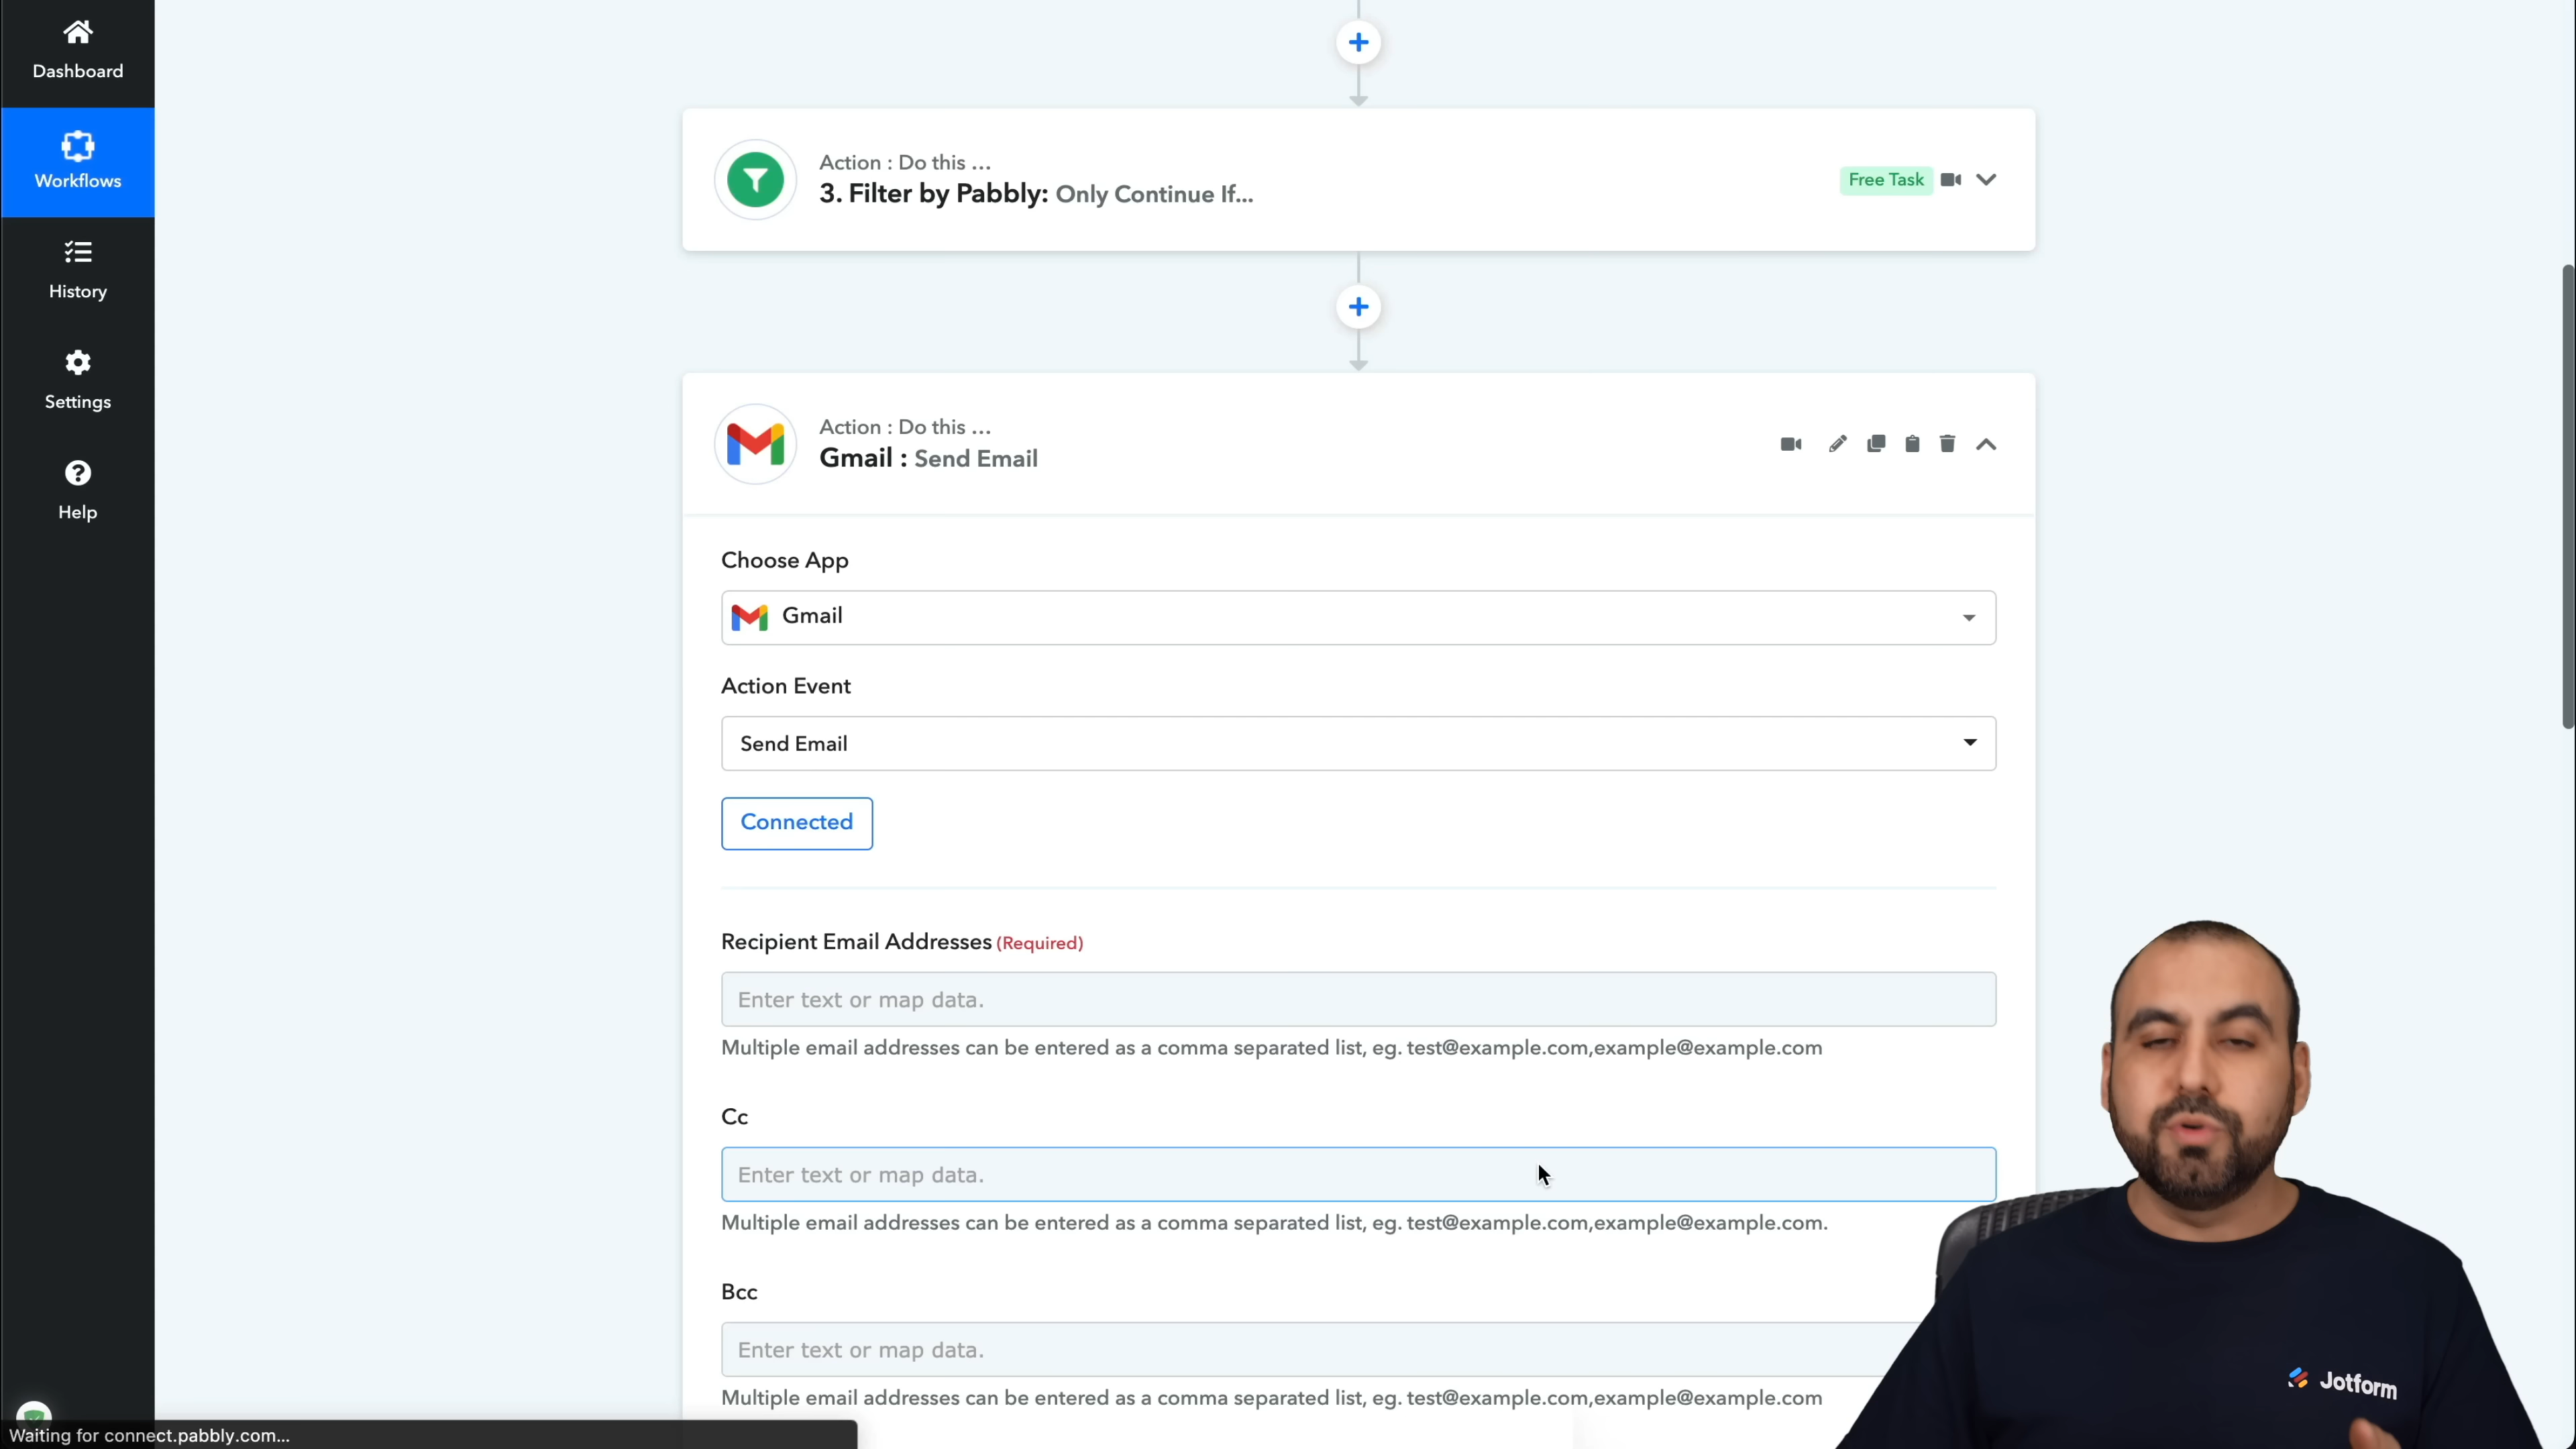 Dashboard
Workflows
History
Settings
Help
Action : Do this ...
3. Filter by Pabbly: Only Continue If...
Free Task
Action : Do this ...
Gmail : Send Email
Choose App
Gmail
Action Event
Send Email
Connected
Recipient Email Addresses (Required)
Enter text or map data.
Multiple email addresses can be entered as a comma separated list, eg. test@example.com,example@example.com
Cc
Enter text or map data.
Multiple email addresses can be entered as a comma separated list, eg. test@example.com,example@example.com.
Bcc
Enter text or map data.
Multiple email addresses can be entered as a comma separated list, eg. test@example.com,example@example.com
Jotform
Waiting for connect.pabbly.com...